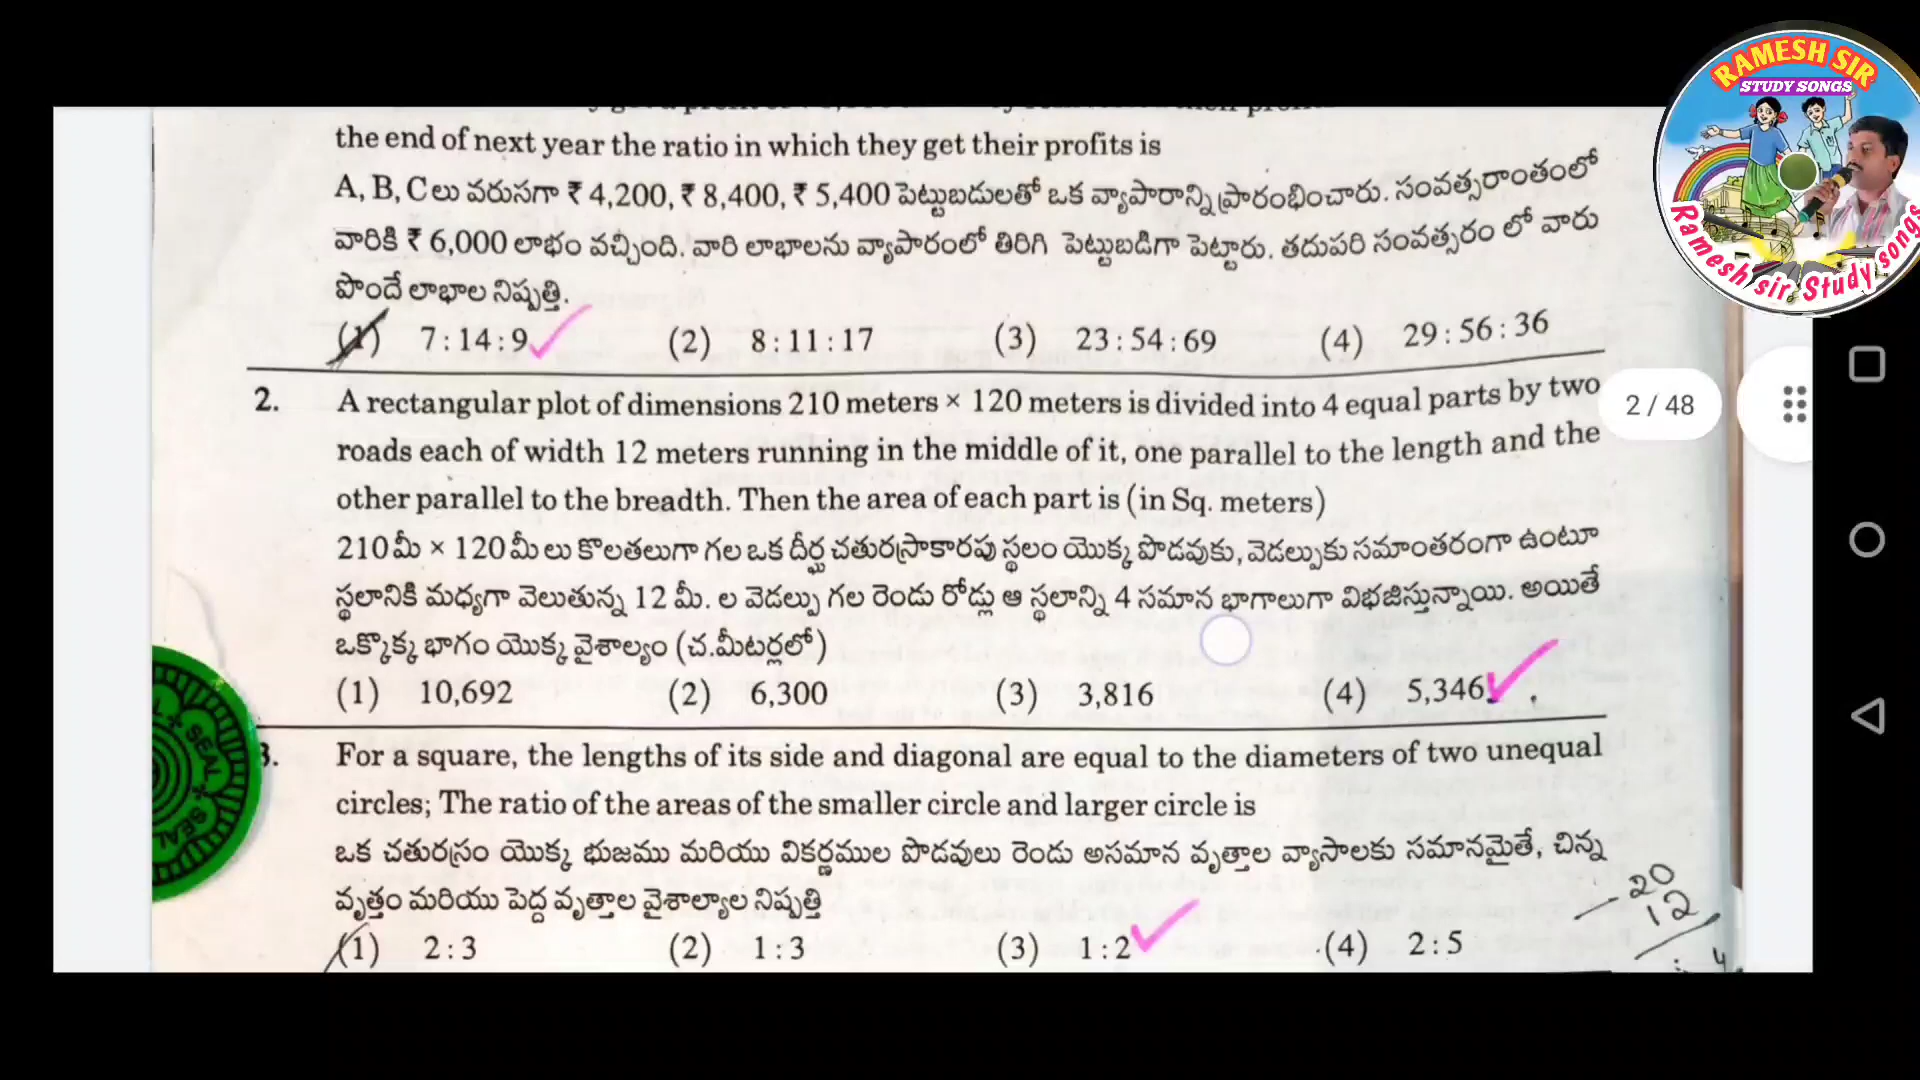 the end of next year the ratio in which they get their profits is
A, B, Cలు వరుసగా ₹ 4,200, ₹ 8,400, ₹ 5,400 పెట్టుబడులతో ఒక వ్యాపారాన్ని ప్రారంభించారు. సంవత్సరాంతంలో
వారికి ₹ 6,000 లాభం వచ్చింది. వారి లాభాలను వ్యాపారంలో తిరిగి పెట్టుబడిగా పెట్టారు. తదుపరి సంవత్సరం లో వారు
పొందే లాభాల నిష్పత్తి.
(1) 7 : 14 : 9 (2) 8 : 11 : 17 (3) 23 : 54 : 69 (4) 29 : 56 : 36
2. A rectangular plot of dimensions 210 meters × 120 meters is divided into 4 equal parts by two
roads each of width 12 meters running in the middle of it, one parallel to the length and the
other parallel to the breadth. Then the area of each part is (in Sq. meters)
210మీ × 120మీలు కొలతలుగా గల ఒక దీర్ఘ చతురస్రాకారపు స్థలం యొక్క పొడవుకు, వెడల్పుకు సమాంతరంగా ఉంటూ
స్థలానికి మధ్యగా వెలుతున్న 12 మీ. ల వెడల్పు గల రెండు రోడ్లు ఆ స్థలాన్ని 4 సమాన భాగాలుగా విభజిస్తున్నాయి. అయితే
ఒక్కొక్క భాగం యొక్క వైశాల్యం (చ.మీటర్లలో)
(1) 10,692 (2) 6,300 (3) 3,816 (4) 5,346
3. For a square, the lengths of its side and diagonal are equal to the diameters of two unequal
circles; The ratio of the areas of the smaller circle and larger circle is
ఒక చతురస్రం యొక్క భుజము మరియు వికర్ణముల పొడవులు రెండు అసమాన వృత్తాల వ్యాసాలకు సమానమైతే, చిన్న
వృత్తం మరియు పెద్ద వృత్తాల వైశాల్యాల నిష్పత్తి
(1) 2 : 3 (2) 1 : 3 (3) 1 : 2 (4) 2 : 5
20
12
4
2 / 48
RAMESH SIR
STUDY SONGS
Ramesh sir Study songs
SEAL
SEAL